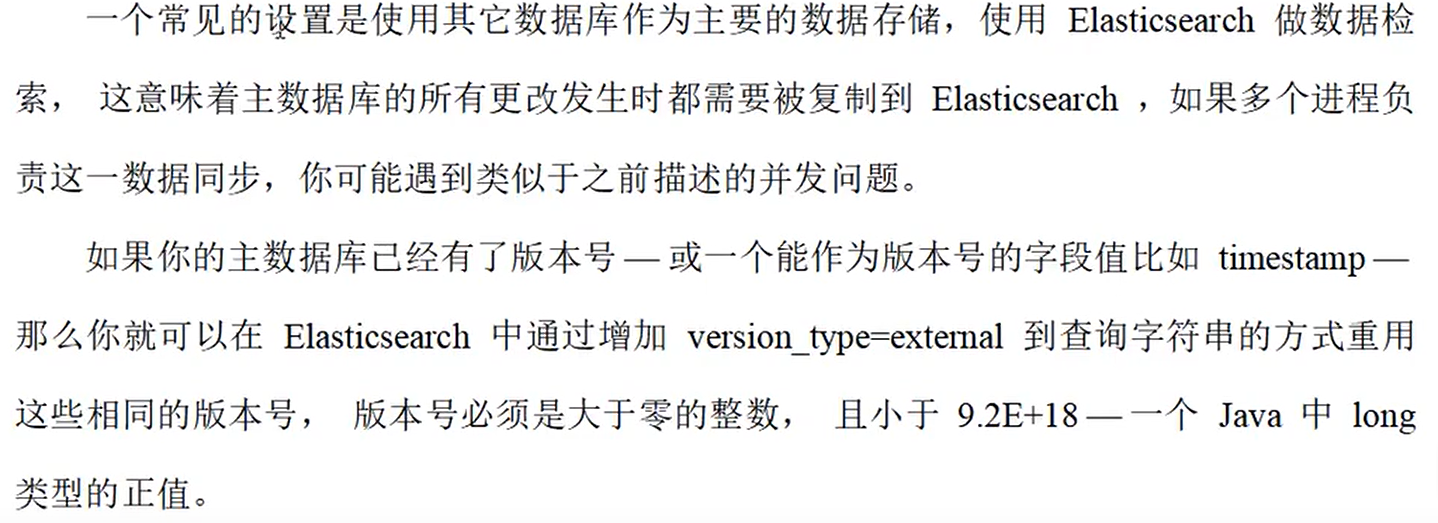 一个常见的设置是使用其它数据库作为主要的数据存储，使用 Elasticsearch 做数据检
索， 这意味着主数据库的所有更改发生时都需要被复制到 Elasticsearch ，如果多个进程负
责这一数据同步，你可能遇到类似于之前描述的并发问题。
如果你的主数据库已经有了版本号 — 或一个能作为版本号的字段值比如 timestamp —
那么你就可以在 Elasticsearch 中通过增加 version_type=external 到查询字符串的方式重用
这些相同的版本号， 版本号必须是大于零的整数， 且小于 9.2E+18 — 一个 Java 中 long
类型的正值。